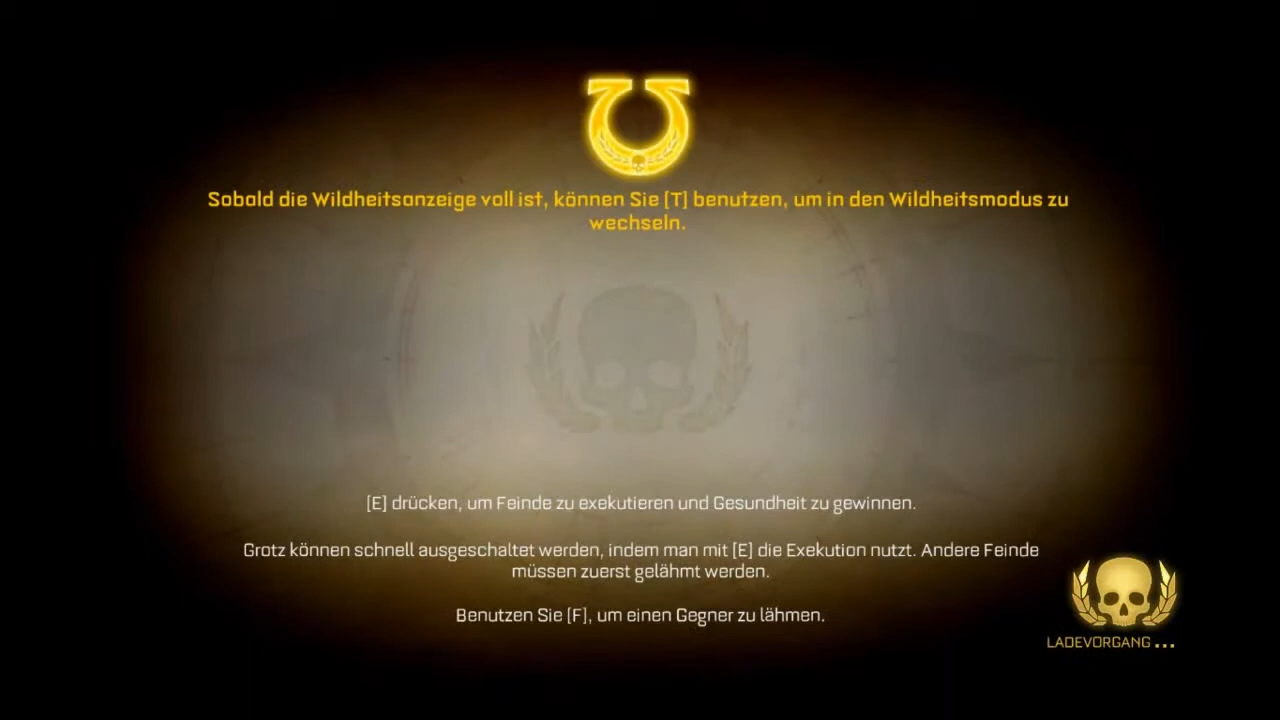 Sobald die Wildheitsanzeige voll ist, können Sie [T] benutzen, um in den Wildheitsmodus zu
wechseln.
[E] drücken, um Feinde zu exekutieren und Gesundheit zu gewinnen.
Grotz können schnell ausgeschaltet werden, indem man mit [E] die Exekution nutzt. Andere Feinde
müssen zuerst gelähmt werden.
Benutzen Sie [F], um einen Gegner zu lähmen.
LADEVORGANG ...